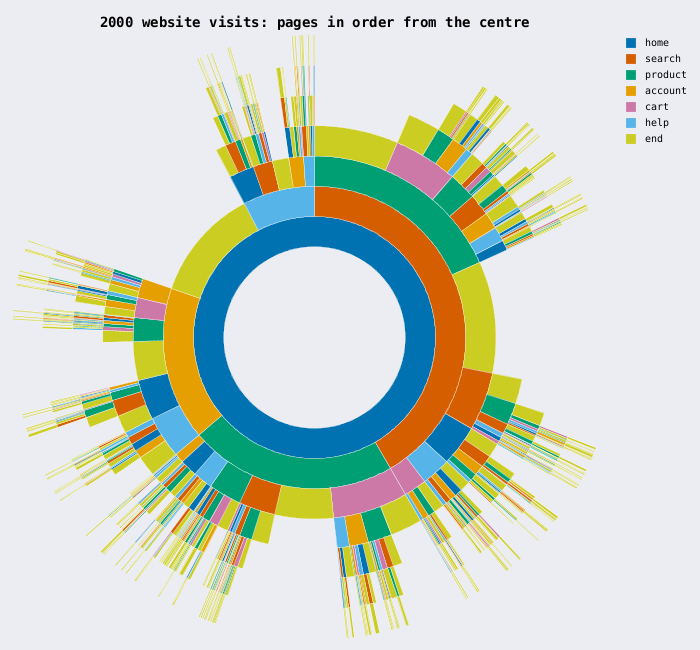 2000 website visits: pages in order from the centre
home
search
product
account
cart
help
end